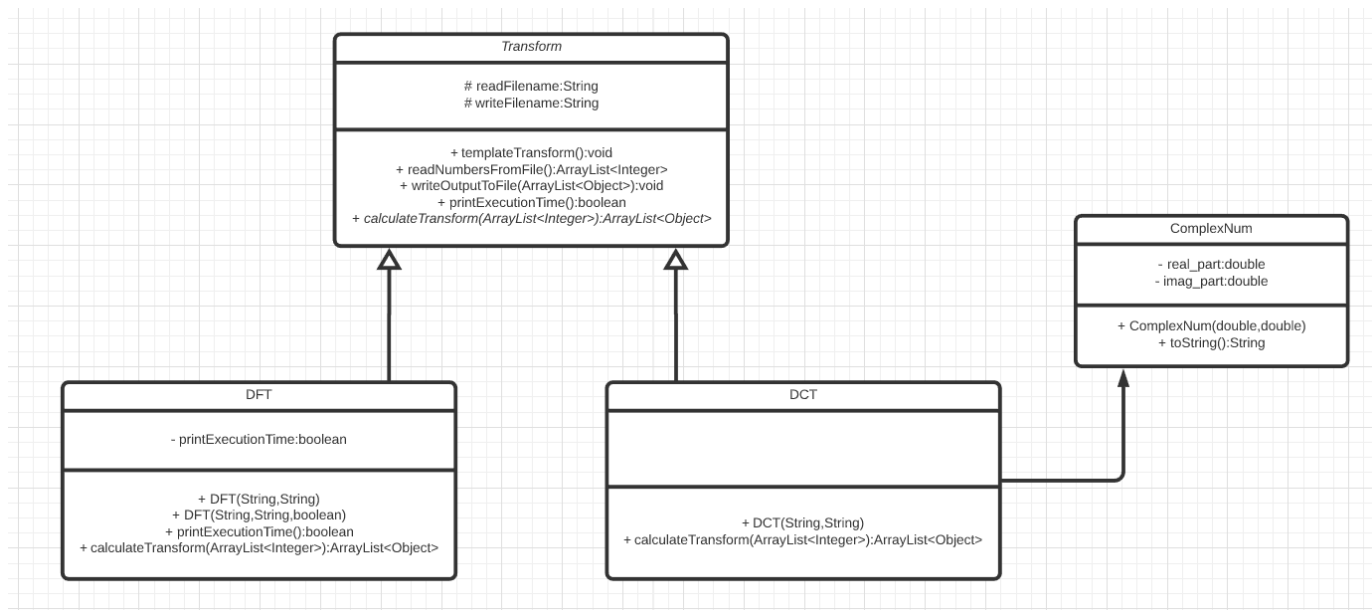 Transform
# readFilename:String
# writeFilename:String
+ templateTransform():void
+ readNumbersFromFile():ArrayList<Integer>
+ writeOutputToFile(ArrayList<Object>):void
+ printExecutionTime():boolean
+ calculateTransform(ArrayList<Integer>):ArrayList<Object>
ComplexNum
- real_part:double
- imag_part:double
+ ComplexNum(double,double)
+ toString():String
DFT
- printExecutionTime:boolean
+ DFT(String,String)
+ DFT(String,String,boolean)
+ printExecutionTime():boolean
+ calculateTransform(ArrayList<Integer>):ArrayList<Object>
DCT
+ DCT(String,String)
+ calculateTransform(ArrayList<Integer>):ArrayList<Object>